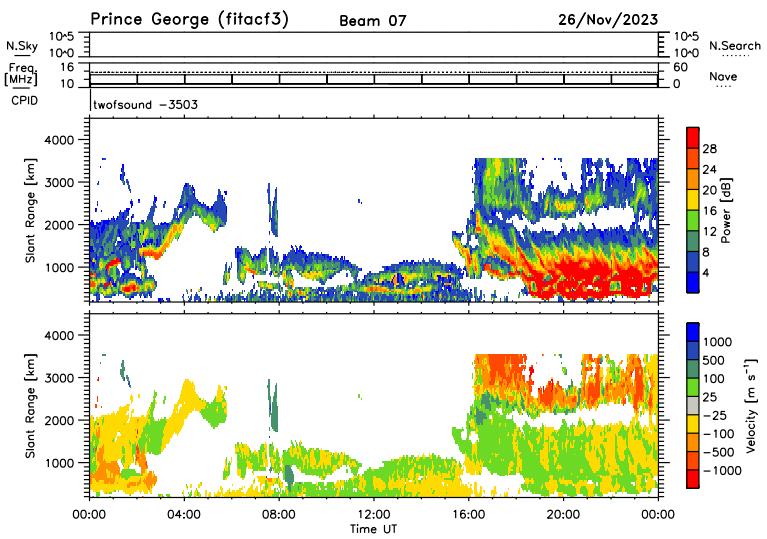 Prince George (fitacf3) Beam 07 26/Nov/2023
10^5 10^5
N.Sky N.Search
10^0 10^0
Freq. 16 60
[MHz] Nave
10 0
CPID twofsound -3503
4000
3000
2000
1000
Slant Range [km]
28
24
20
16
12
8
4
Power [dB]
4000
3000
2000
1000
Slant Range [km]
1000
500
100
25
-25
-100
-500
-1000
Velocity [m s⁻¹]
00:00 04:00 08:00 12:00 16:00 20:00 00:00
Time UT